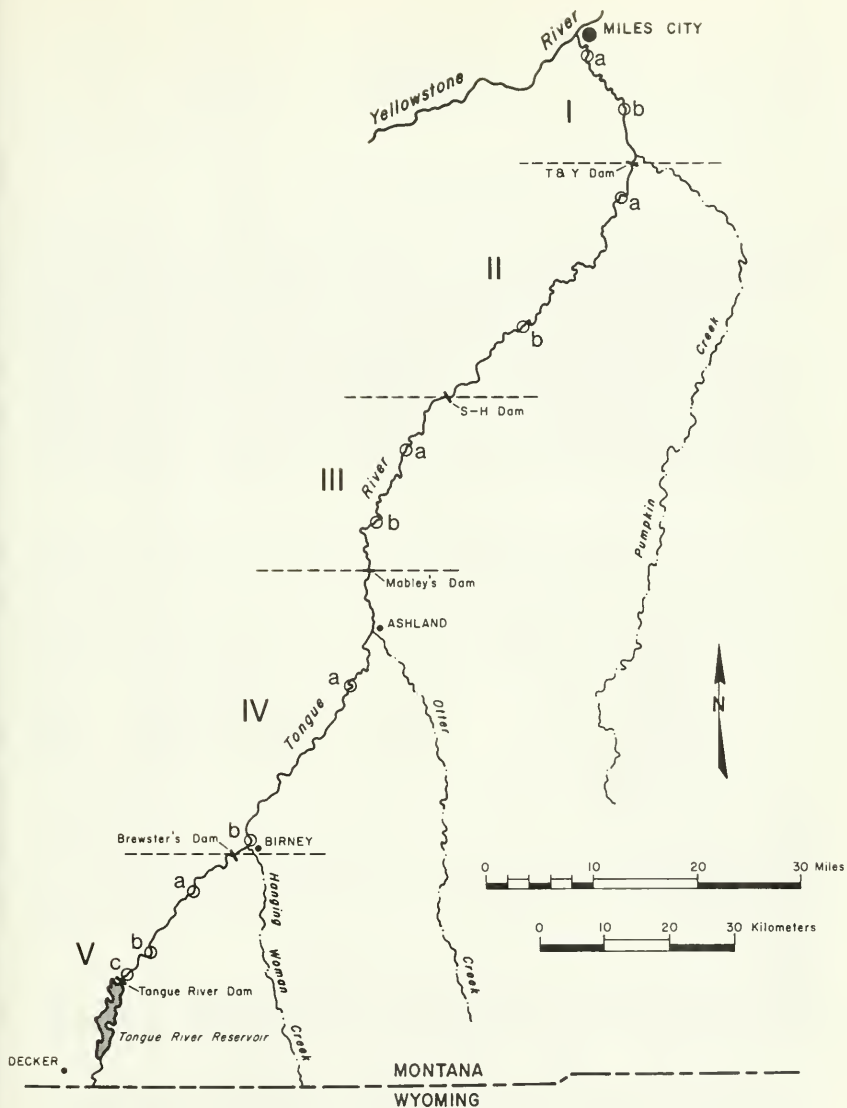 MILES CITY
Yellowstone River
a
b
I
T & Y Dam
a
II
b
Creek
S-H Dam
a
III
River
b
Pumpkin
Mabley's Dam
ASHLAND
a
N
IV
Tongue
Otter
b
Brewster's Dam
BIRNEY
0 10 20 30 Miles
a
Hanging
0 10 20 30 Kilometers
b
V
Woman
c
Tangue River Dam
Creek
Tongue River Reservoir
Creek
DECKER
MONTANA
WYOMING